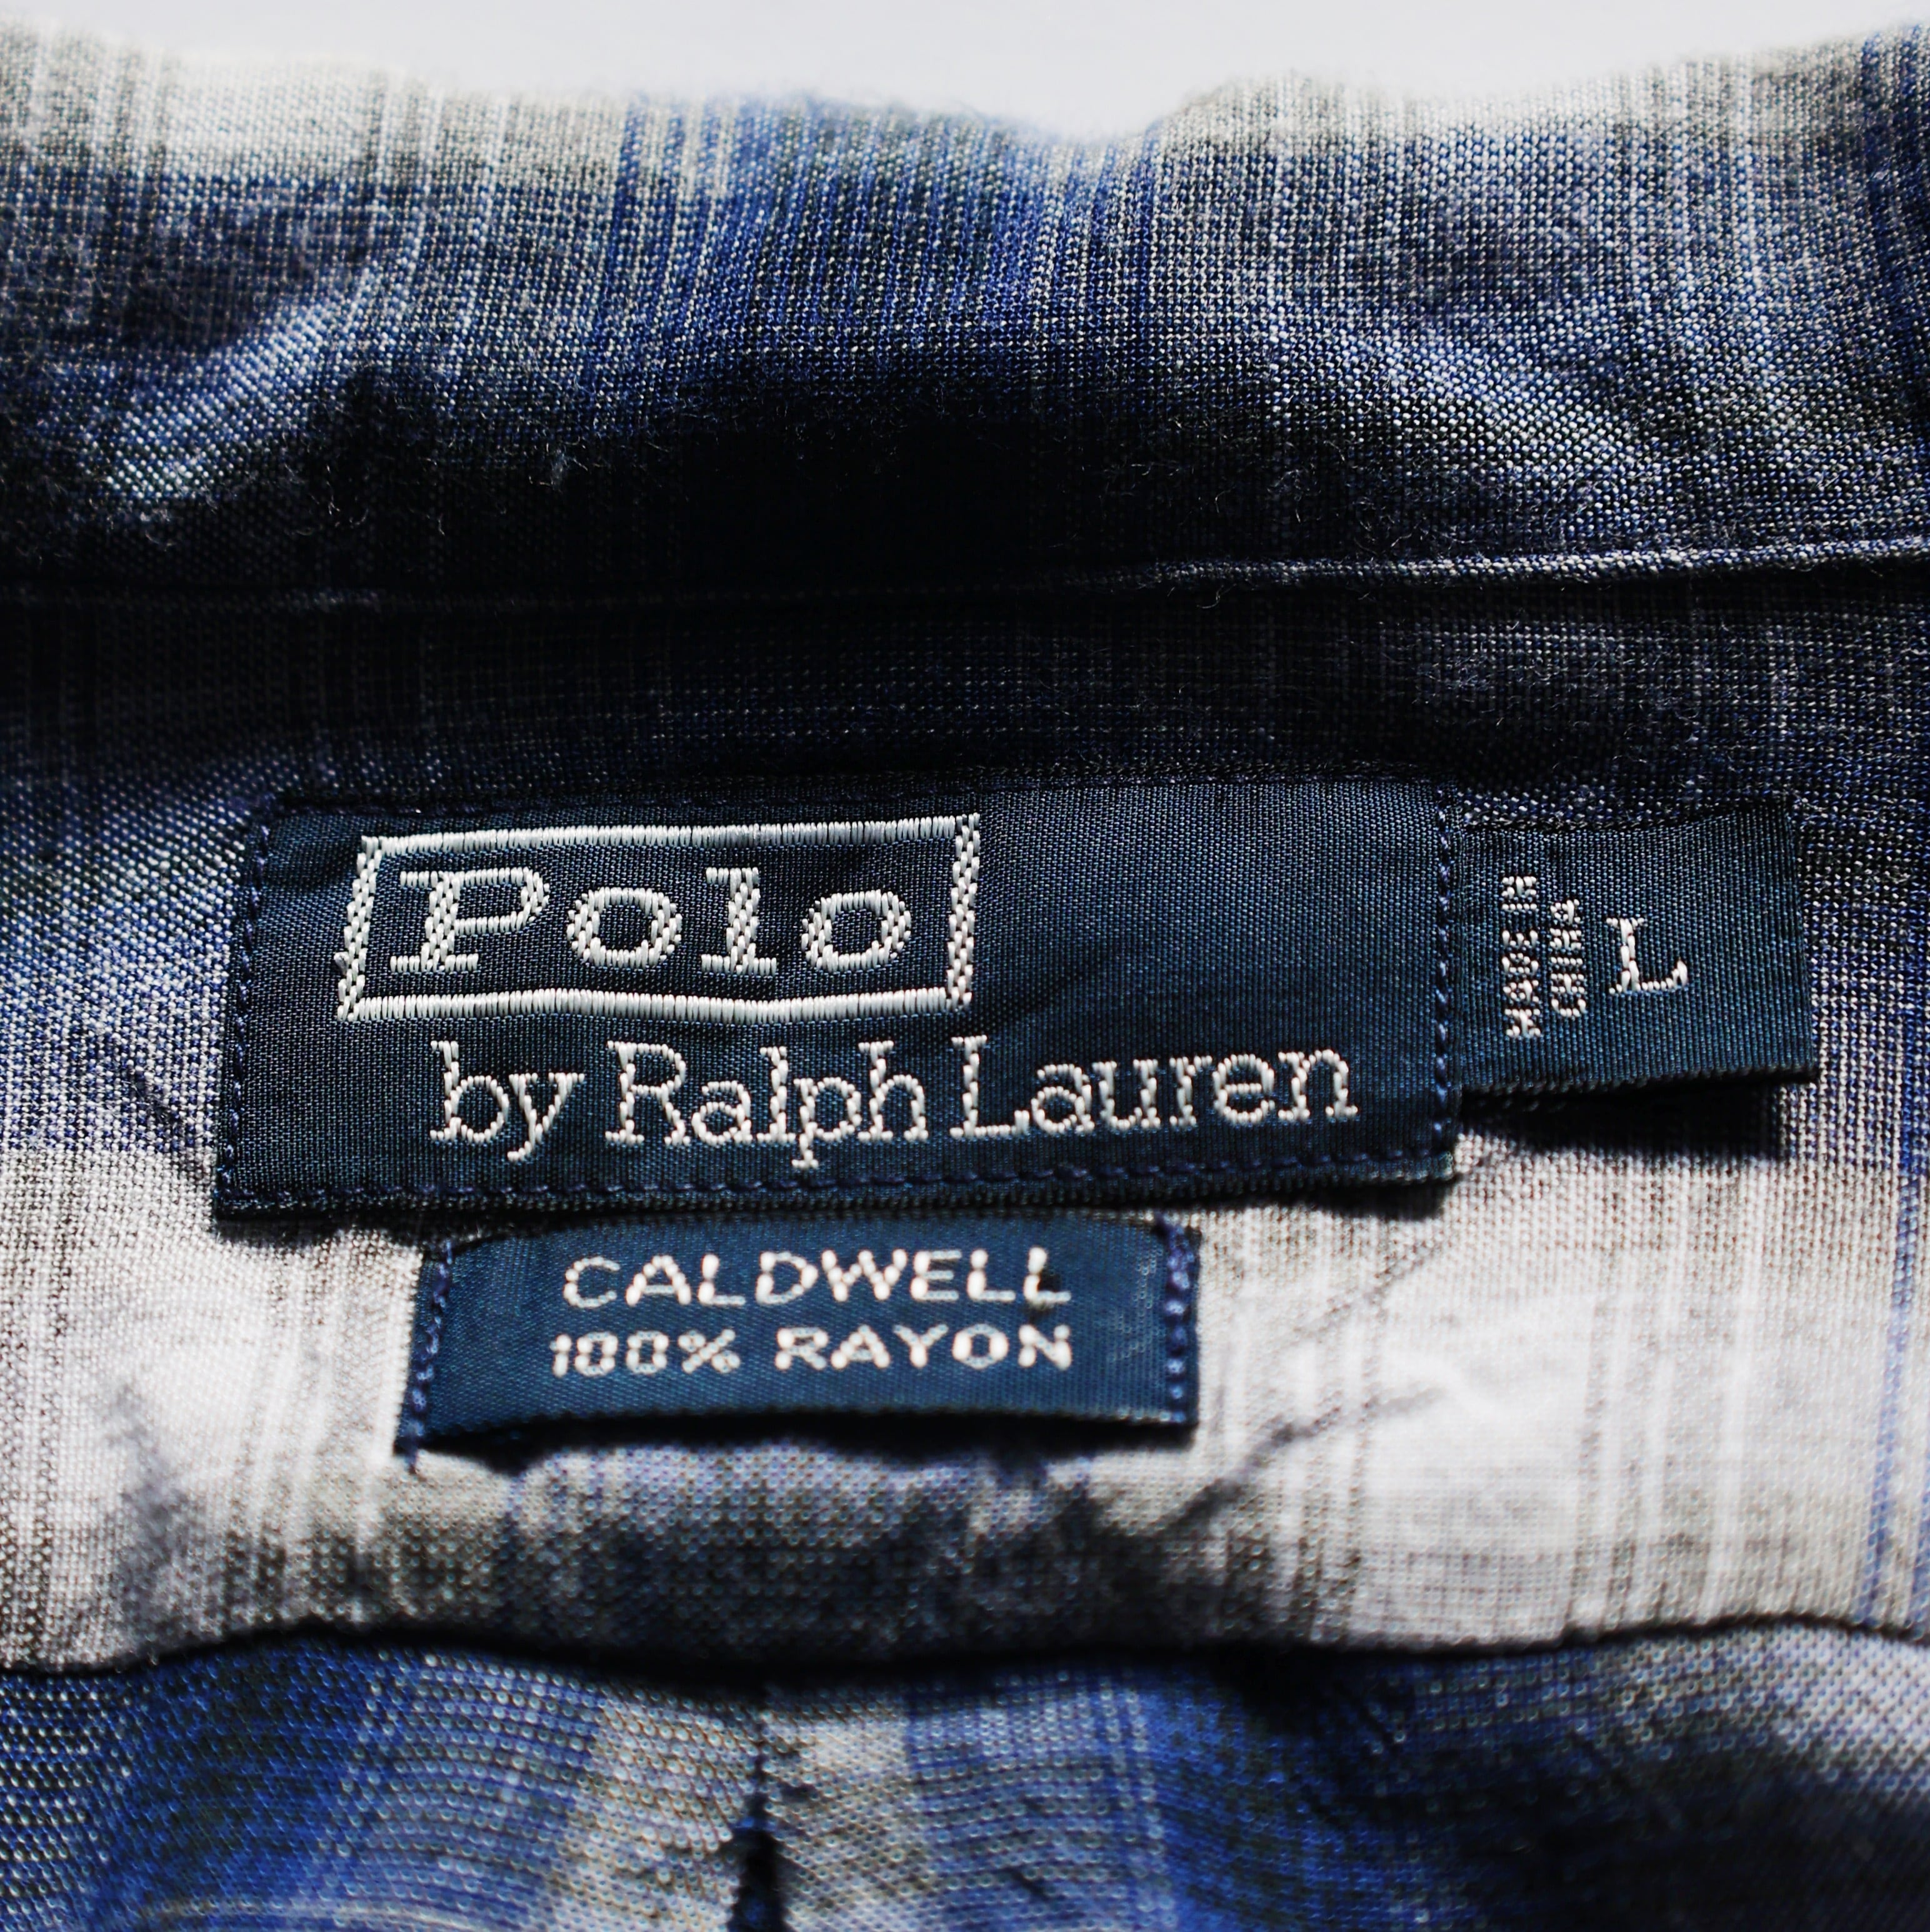 Polo
by Ralph Lauren
MADE IN
CHINA
L
CALDWELL
100% RAYON